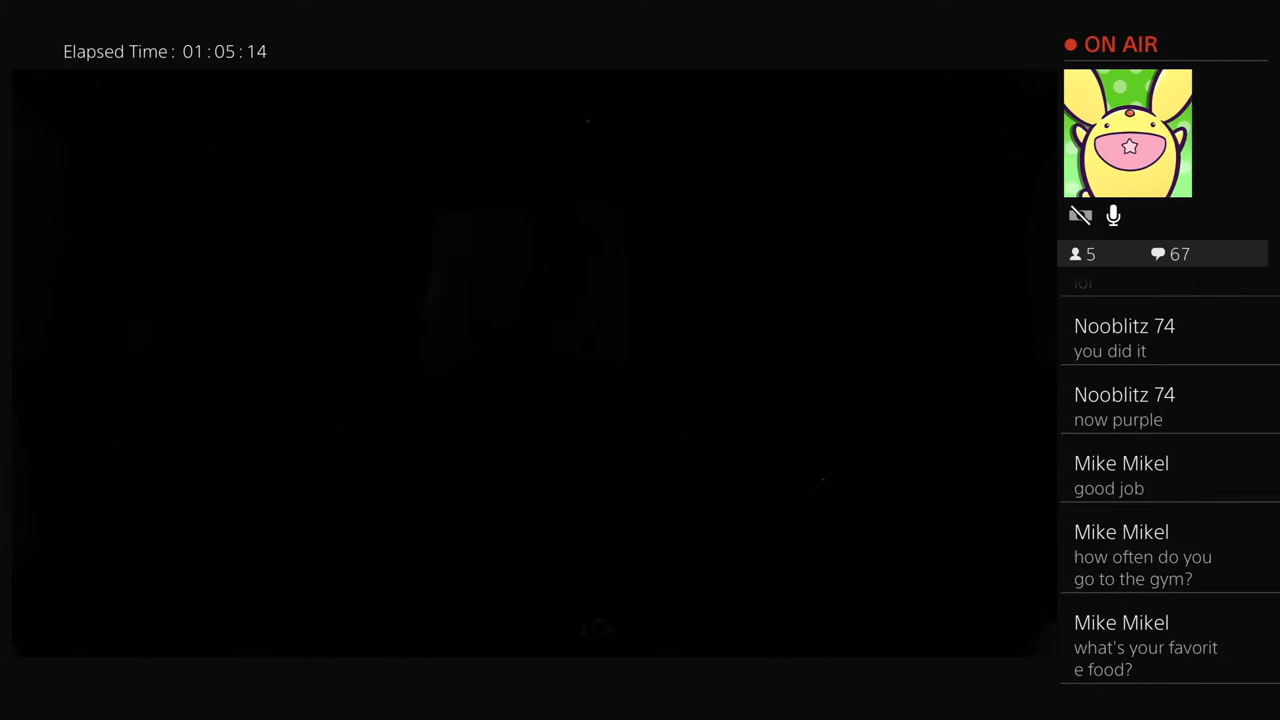 Elapsed Time: 01:05:14
ON AIR
5 67
lol
Nooblitz 74
you did it
Nooblitz 74
now purple
Mike Mikel
good job
Mike Mikel
how often do you
go to the gym?
Mike Mikel
what's your favorit
e food?